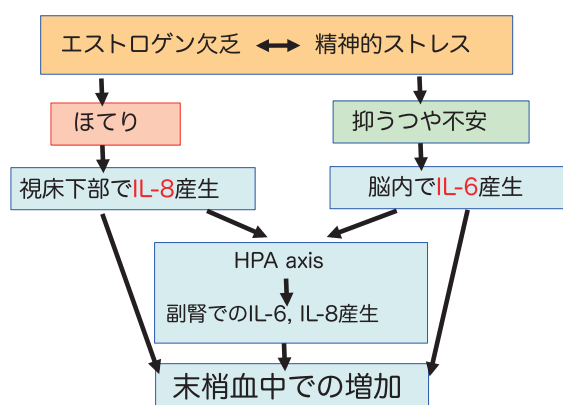 エストロゲン欠乏 精神的ストレス
ほてり 抑うつや不安
視床下部でIL-8産生 脳内でIL-6産生
HPA axis
副腎でのIL-6, IL-8産生
末梢血中での増加